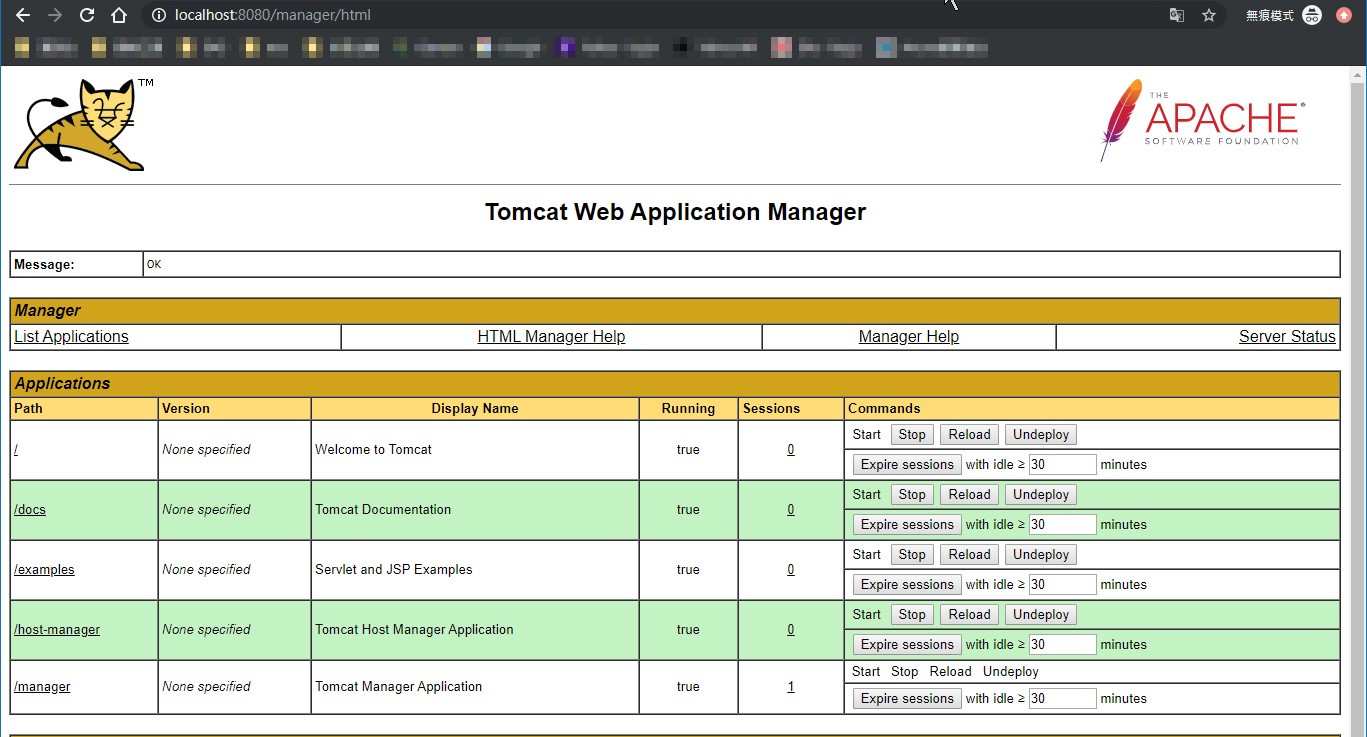 localhost:8080/manager/html
無痕模式
TM
THE
APACHE®
SOFTWARE FOUNDATION
Tomcat Web Application Manager
Message: OK
Manager
List Applications HTML Manager Help Manager Help Server Status
Applications
Path Version Display Name Running Sessions Commands
/ None specified Welcome to Tomcat true 0 Start Stop Reload Undeploy
Expire sessions with idle ≥ 30 minutes
/docs None specified Tomcat Documentation true 0 Start Stop Reload Undeploy
Expire sessions with idle ≥ 30 minutes
/examples None specified Servlet and JSP Examples true 0 Start Stop Reload Undeploy
Expire sessions with idle ≥ 30 minutes
/host-manager None specified Tomcat Host Manager Application true 0 Start Stop Reload Undeploy
Expire sessions with idle ≥ 30 minutes
/manager None specified Tomcat Manager Application true 1 Start Stop Reload Undeploy
Expire sessions with idle ≥ 30 minutes